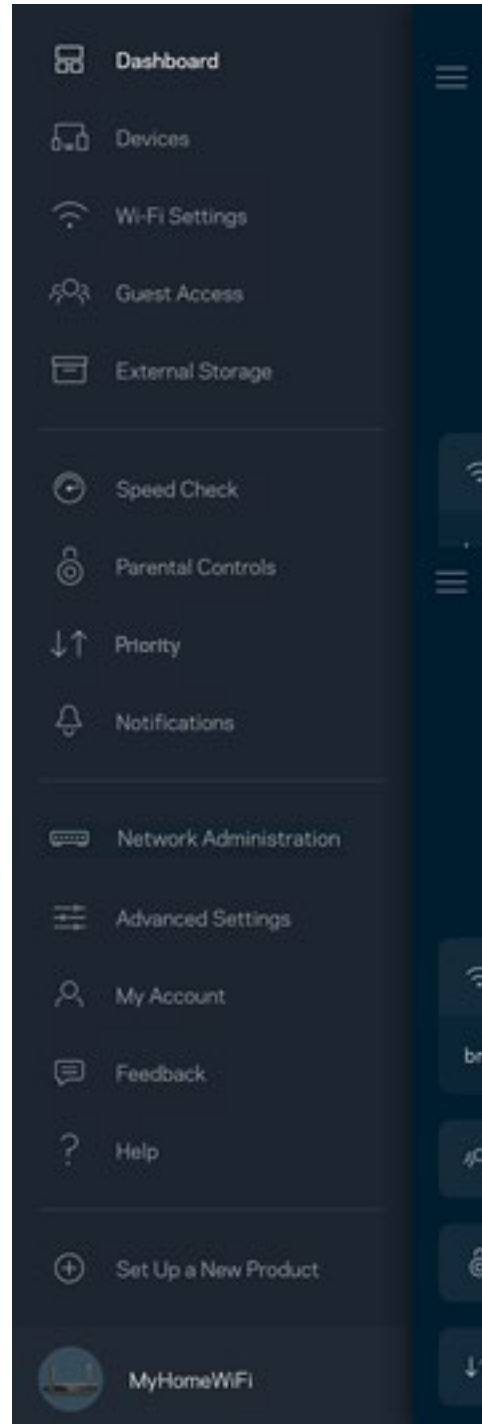 Dashboard
Devices
Wi-Fi Settings
Guest Access
External Storage
Speed Check
Parental Controls
Priority
Notifications
Network Administration
Advanced Settings
My Account
Feedback
? Help
Set Up a New Product
MyHomeWiFi
br